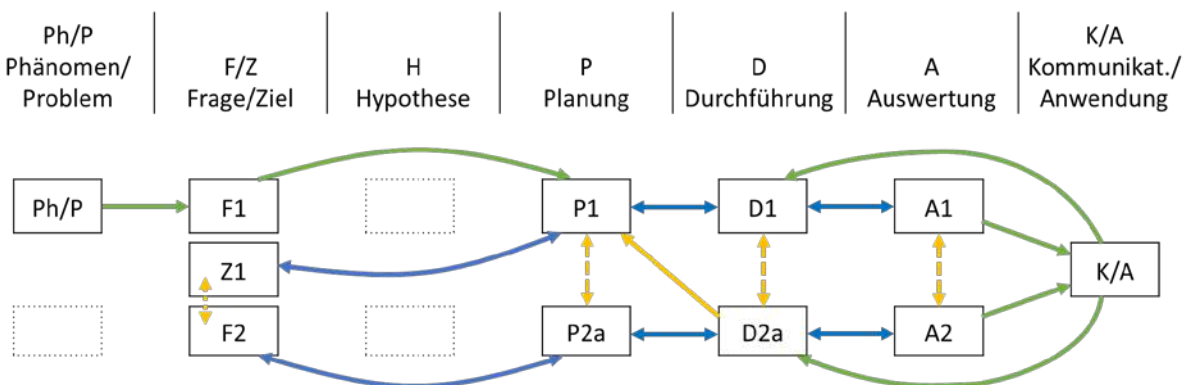 Ph/P
Phänomen/
Problem
F/Z
Frage/Ziel
H
Hypothese
P
Planung
D
Durchführung
A
Auswertung
K/A
Kommunikat./
Anwendung
Ph/P
F1
P1
D1
A1
Z1
K/A
F2
P2a
D2a
A2